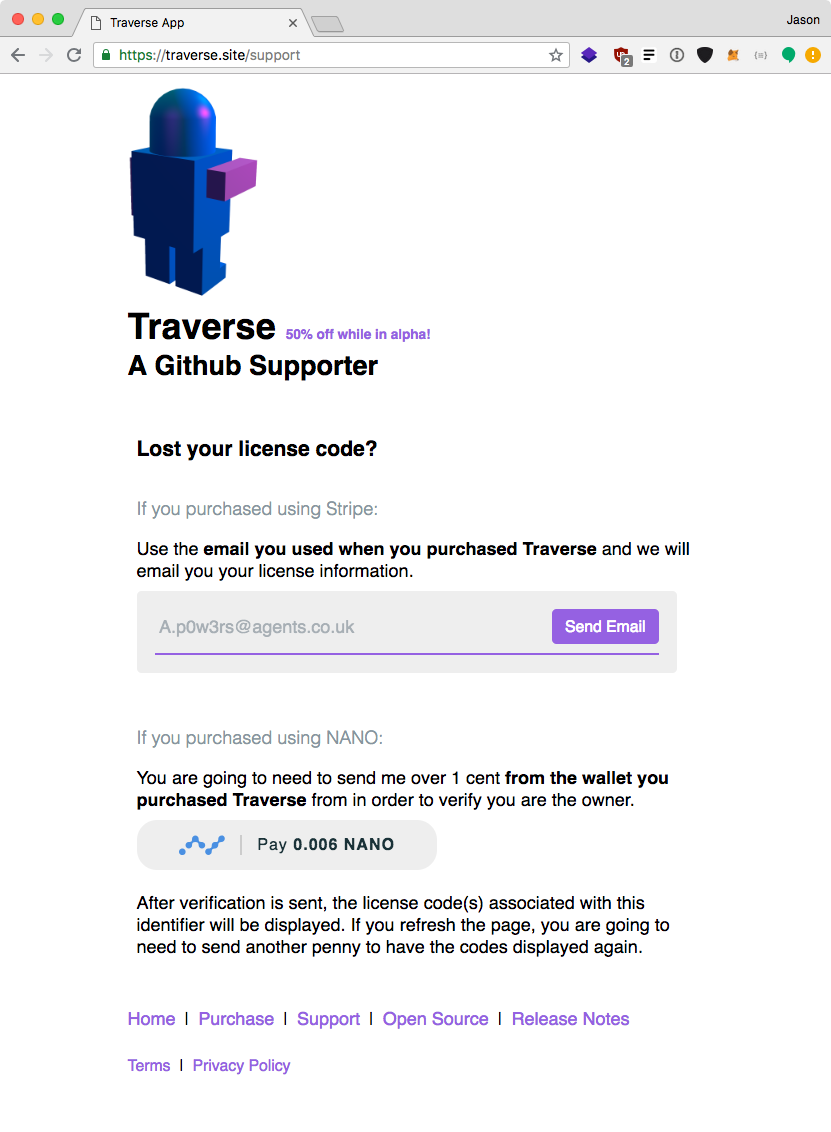 Traverse App
Jason
https://traverse.site/support
2
Traverse 50% off while in alpha!
A Github Supporter
Lost your license code?
If you purchased using Stripe:
Use the email you used when you purchased Traverse and we will
email you your license information.
A.p0w3rs@agents.co.uk
Send Email
If you purchased using NANO:
You are going to need to send me over 1 cent from the wallet you
purchased Traverse from in order to verify you are the owner.
Pay 0.006 NANO
After verification is sent, the license code(s) associated with this
identifier will be displayed. If you refresh the page, you are going to
need to send another penny to have the codes displayed again.
Home | Purchase | Support | Open Source | Release Notes
Terms | Privacy Policy